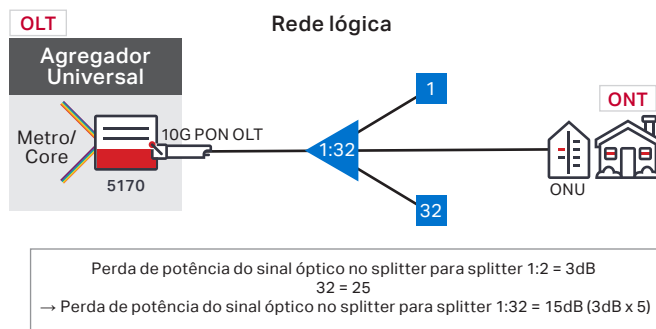 OLT
Rede lógica
Agregador
Universal
Metro/
Core
5170
10G PON OLT
1:32
1
32
ONT
ONU
Perda de potência do sinal óptico no splitter para splitter 1:2 = 3dB
32 = 25
→ Perda de potência do sinal óptico no splitter para splitter 1:32 = 15dB (3dB x 5)